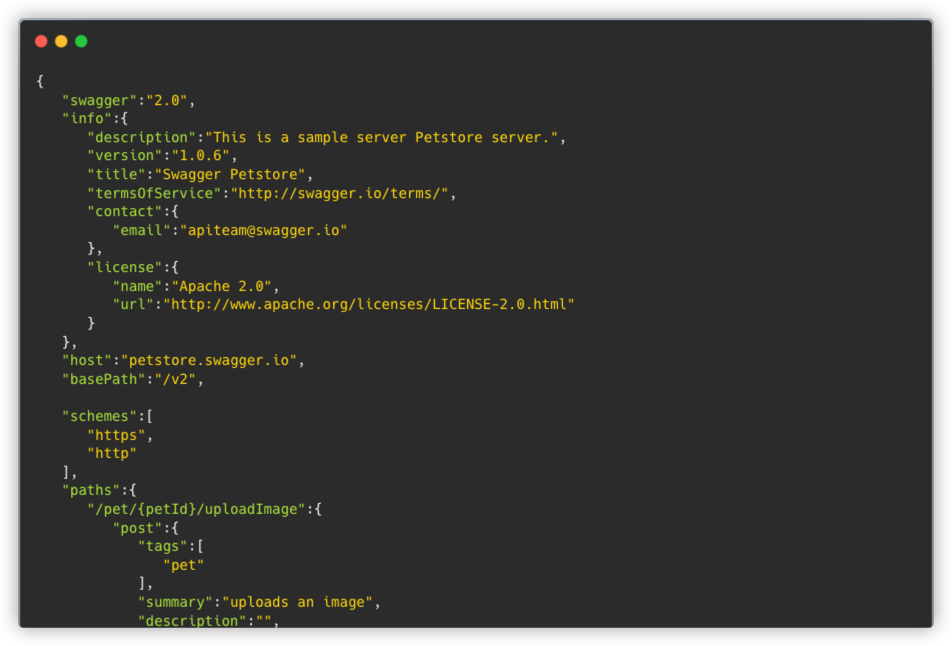 {
"swagger":"2.0",
"info":{
"description":"This is a sample server Petstore server.",
"version":"1.0.6",
"title":"Swagger Petstore",
"termsOfService":"http://swagger.io/terms/",
"contact":{
"email":"apiteam@swagger.io"
},
"license":{
"name":"Apache 2.0",
"url":"http://www.apache.org/licenses/LICENSE-2.0.html"
}
},
"host":"petstore.swagger.io",
"basePath":"/v2",
"schemes":[
"https",
"http"
],
"paths":{
"/pet/{petId}/uploadImage":{
"post":{
"tags":[
"pet"
],
"summary":"uploads an image",
"description":"",